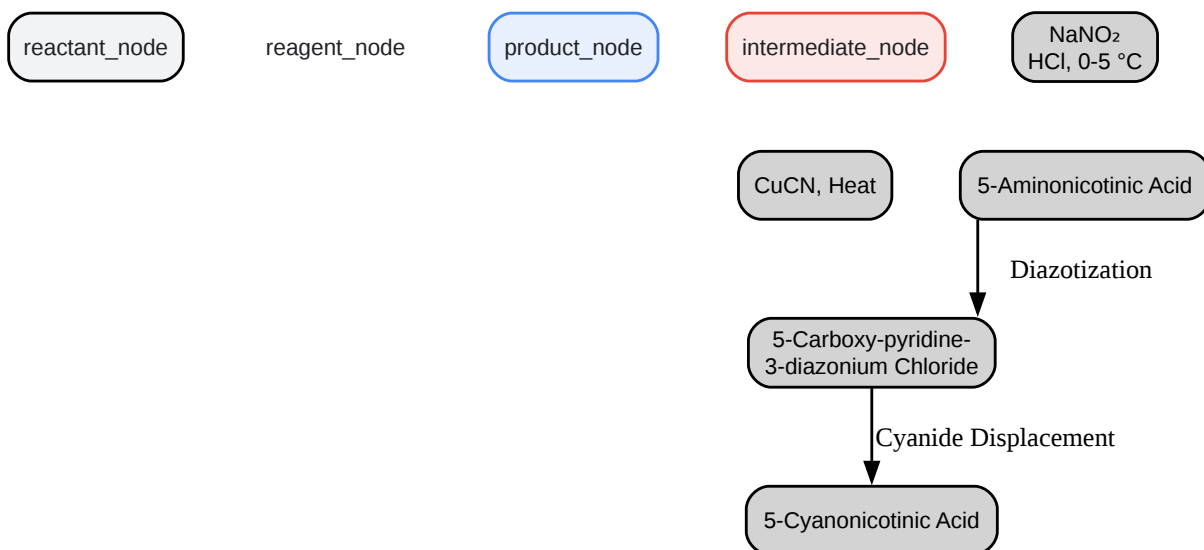 reactant_node
reagent_node
product_node
intermediate_node
NaNO₂
HCl, 0-5 °C
CuCN, Heat
5-Aminonicotinic Acid
Diazotization
5-Carboxy-pyridine-
3-diazonium Chloride
Cyanide Displacement
5-Cyanonicotinic Acid